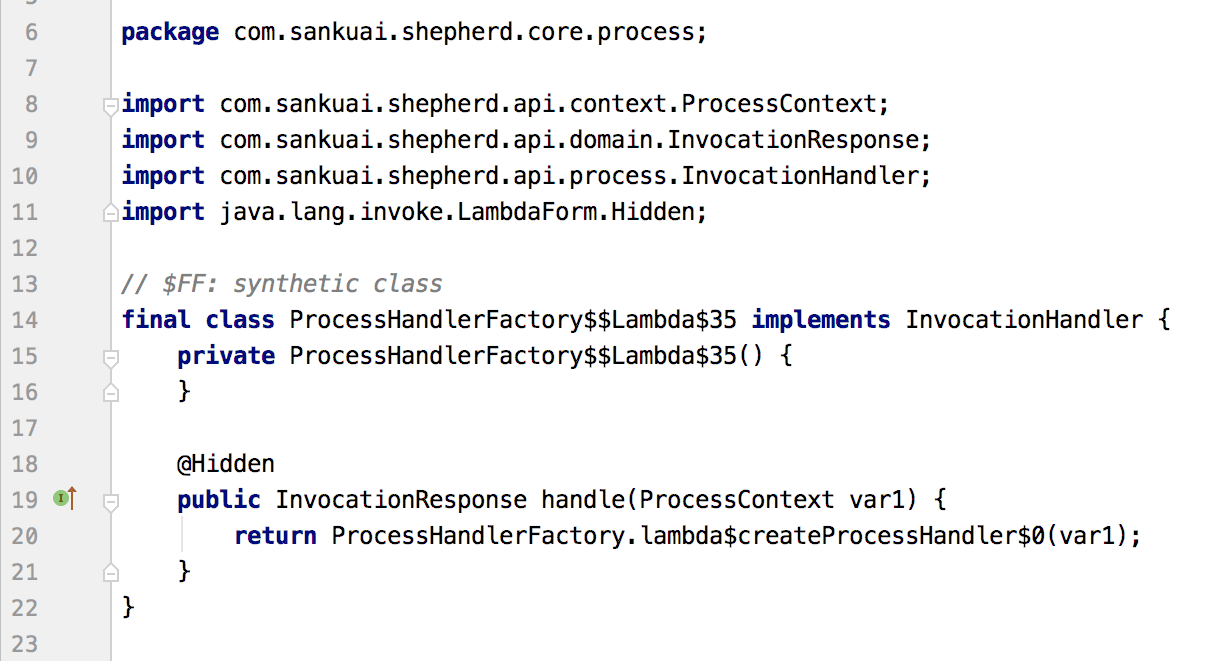 6 package com.sankuai.shepherd.core.process;
7
8 import com.sankuai.shepherd.api.context.ProcessContext;
9 import com.sankuai.shepherd.api.domain.InvocationResponse;
10 import com.sankuai.shepherd.api.process.InvocationHandler;
11 import java.lang.invoke.LambdaForm.Hidden;
12
13 // $FF: synthetic class
14 final class ProcessHandlerFactory$$Lambda$35 implements InvocationHandler {
15     private ProcessHandlerFactory$$Lambda$35() {
16     }
17
18     @Hidden
19     public InvocationResponse handle(ProcessContext var1) {
20         return ProcessHandlerFactory.lambda$createProcessHandler$0(var1);
21     }
22 }
23